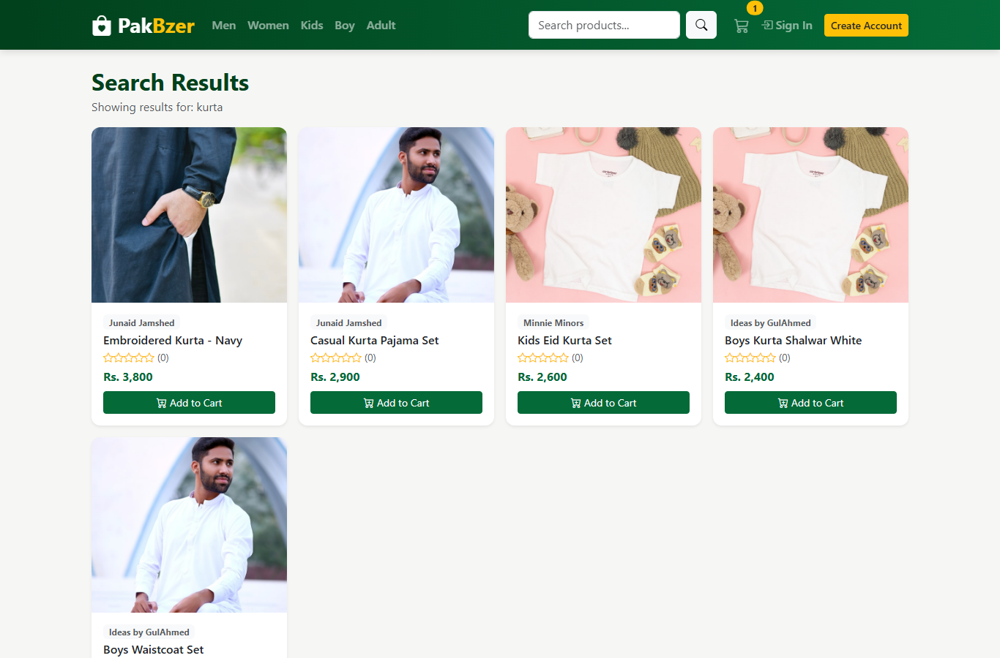 PakBzer Men Women Kids Boy Adult Search products... 1 Sign In Create Account
Search Results
Showing results for: kurta
Junaid Jamshed
Embroidered Kurta - Navy
(0)
Rs. 3,800
Add to Cart
Junaid Jamshed
Casual Kurta Pajama Set
(0)
Rs. 2,900
Add to Cart
Minnie Minors
Kids Eid Kurta Set
(0)
Rs. 2,600
Add to Cart
Ideas by GulAhmed
Boys Kurta Shalwar White
(0)
Rs. 2,400
Add to Cart
Ideas by GulAhmed
Boys Waistcoat Set